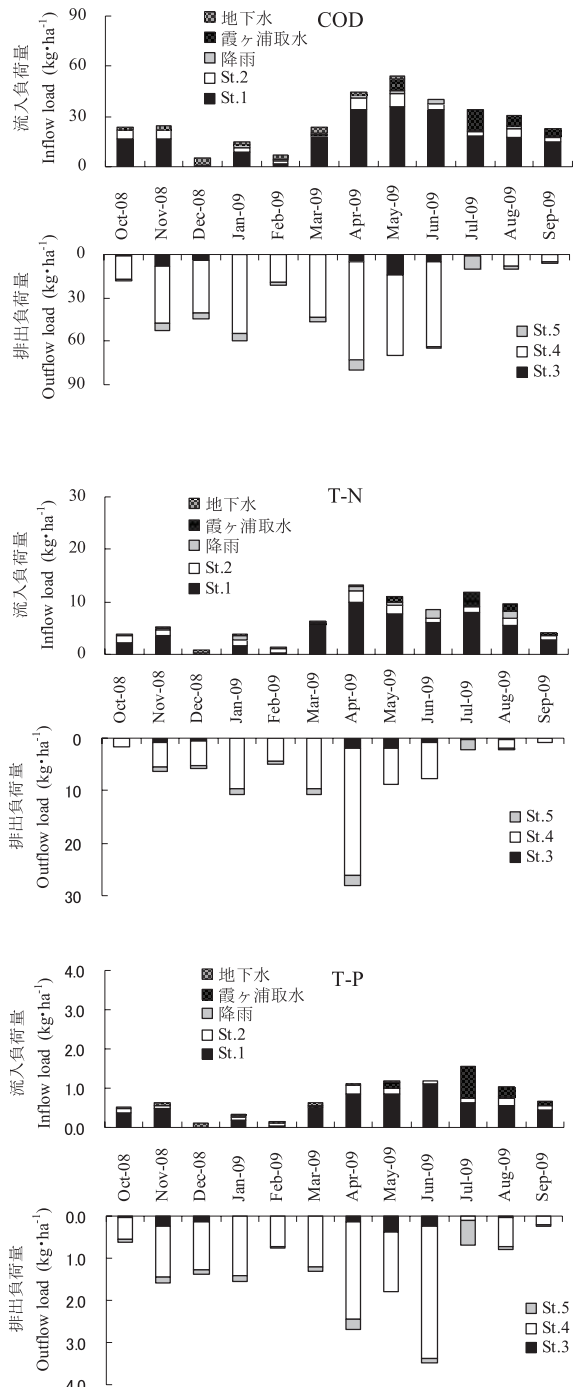 COD
流入負荷量
Inflow load (kg•ha⁻¹)
90
60
30
0
地下水
霞ヶ浦取水
降雨
St.2
St.1
Oct-08
Nov-08
Dec-08
Jan-09
Feb-09
Mar-09
Apr-09
May-09
Jun-09
Jul-09
Aug-09
Sep-09
排出負荷量
Outflow load (kg•ha⁻¹)
0
30
60
90
St.5
St.4
St.3
T-N
流入負荷量
Inflow load (kg•ha⁻¹)
30
20
10
0
地下水
霞ヶ浦取水
降雨
St.2
St.1
Oct-08
Nov-08
Dec-08
Jan-09
Feb-09
Mar-09
Apr-09
May-09
Jun-09
Jul-09
Aug-09
Sep-09
排出負荷量
Outflow load (kg•ha⁻¹)
0
10
20
30
St.5
St.4
St.3
T-P
流入負荷量
Inflow load (kg•ha⁻¹)
4.0
3.0
2.0
1.0
0.0
地下水
霞ヶ浦取水
降雨
St.2
St.1
Oct-08
Nov-08
Dec-08
Jan-09
Feb-09
Mar-09
Apr-09
May-09
Jun-09
Jul-09
Aug-09
Sep-09
排出負荷量
Outflow load (kg•ha⁻¹)
0.0
1.0
2.0
3.0
4.0
St.5
St.4
St.3